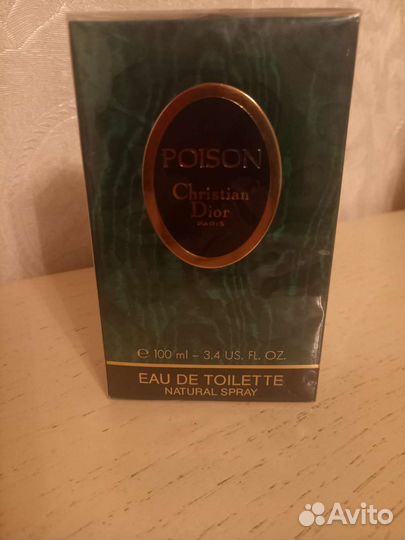 POISON
Christian
Dior
PARIS
℮ 100 ml – 3.4 US. FL. OZ.
EAU DE TOILETTE
NATURAL SPRAY
Avito